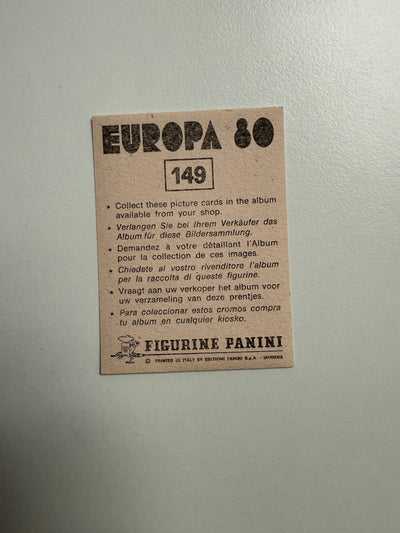 EUROPA 80
149
• Collect these picture cards in the album
available from your shop.
• Verlangen Sie bei Ihrem Verkäufer das
Album für diese Bildersammlung.
• Demandez à votre détaillant l'Album
pour la collection de ces images.
• Chiedete al vostro rivenditore l'album
per la raccolta di queste figurine.
• Vraagt aan uw verkoper het album voor
uw verzameling van deze prentjes.
• Para coleccionar estos cromos compra
tu album en cualquier kiosko.
FIGURINE PANINI
© PRINTED IN ITALY BY EDIZIONI PANINI S.p.A. - MODENA